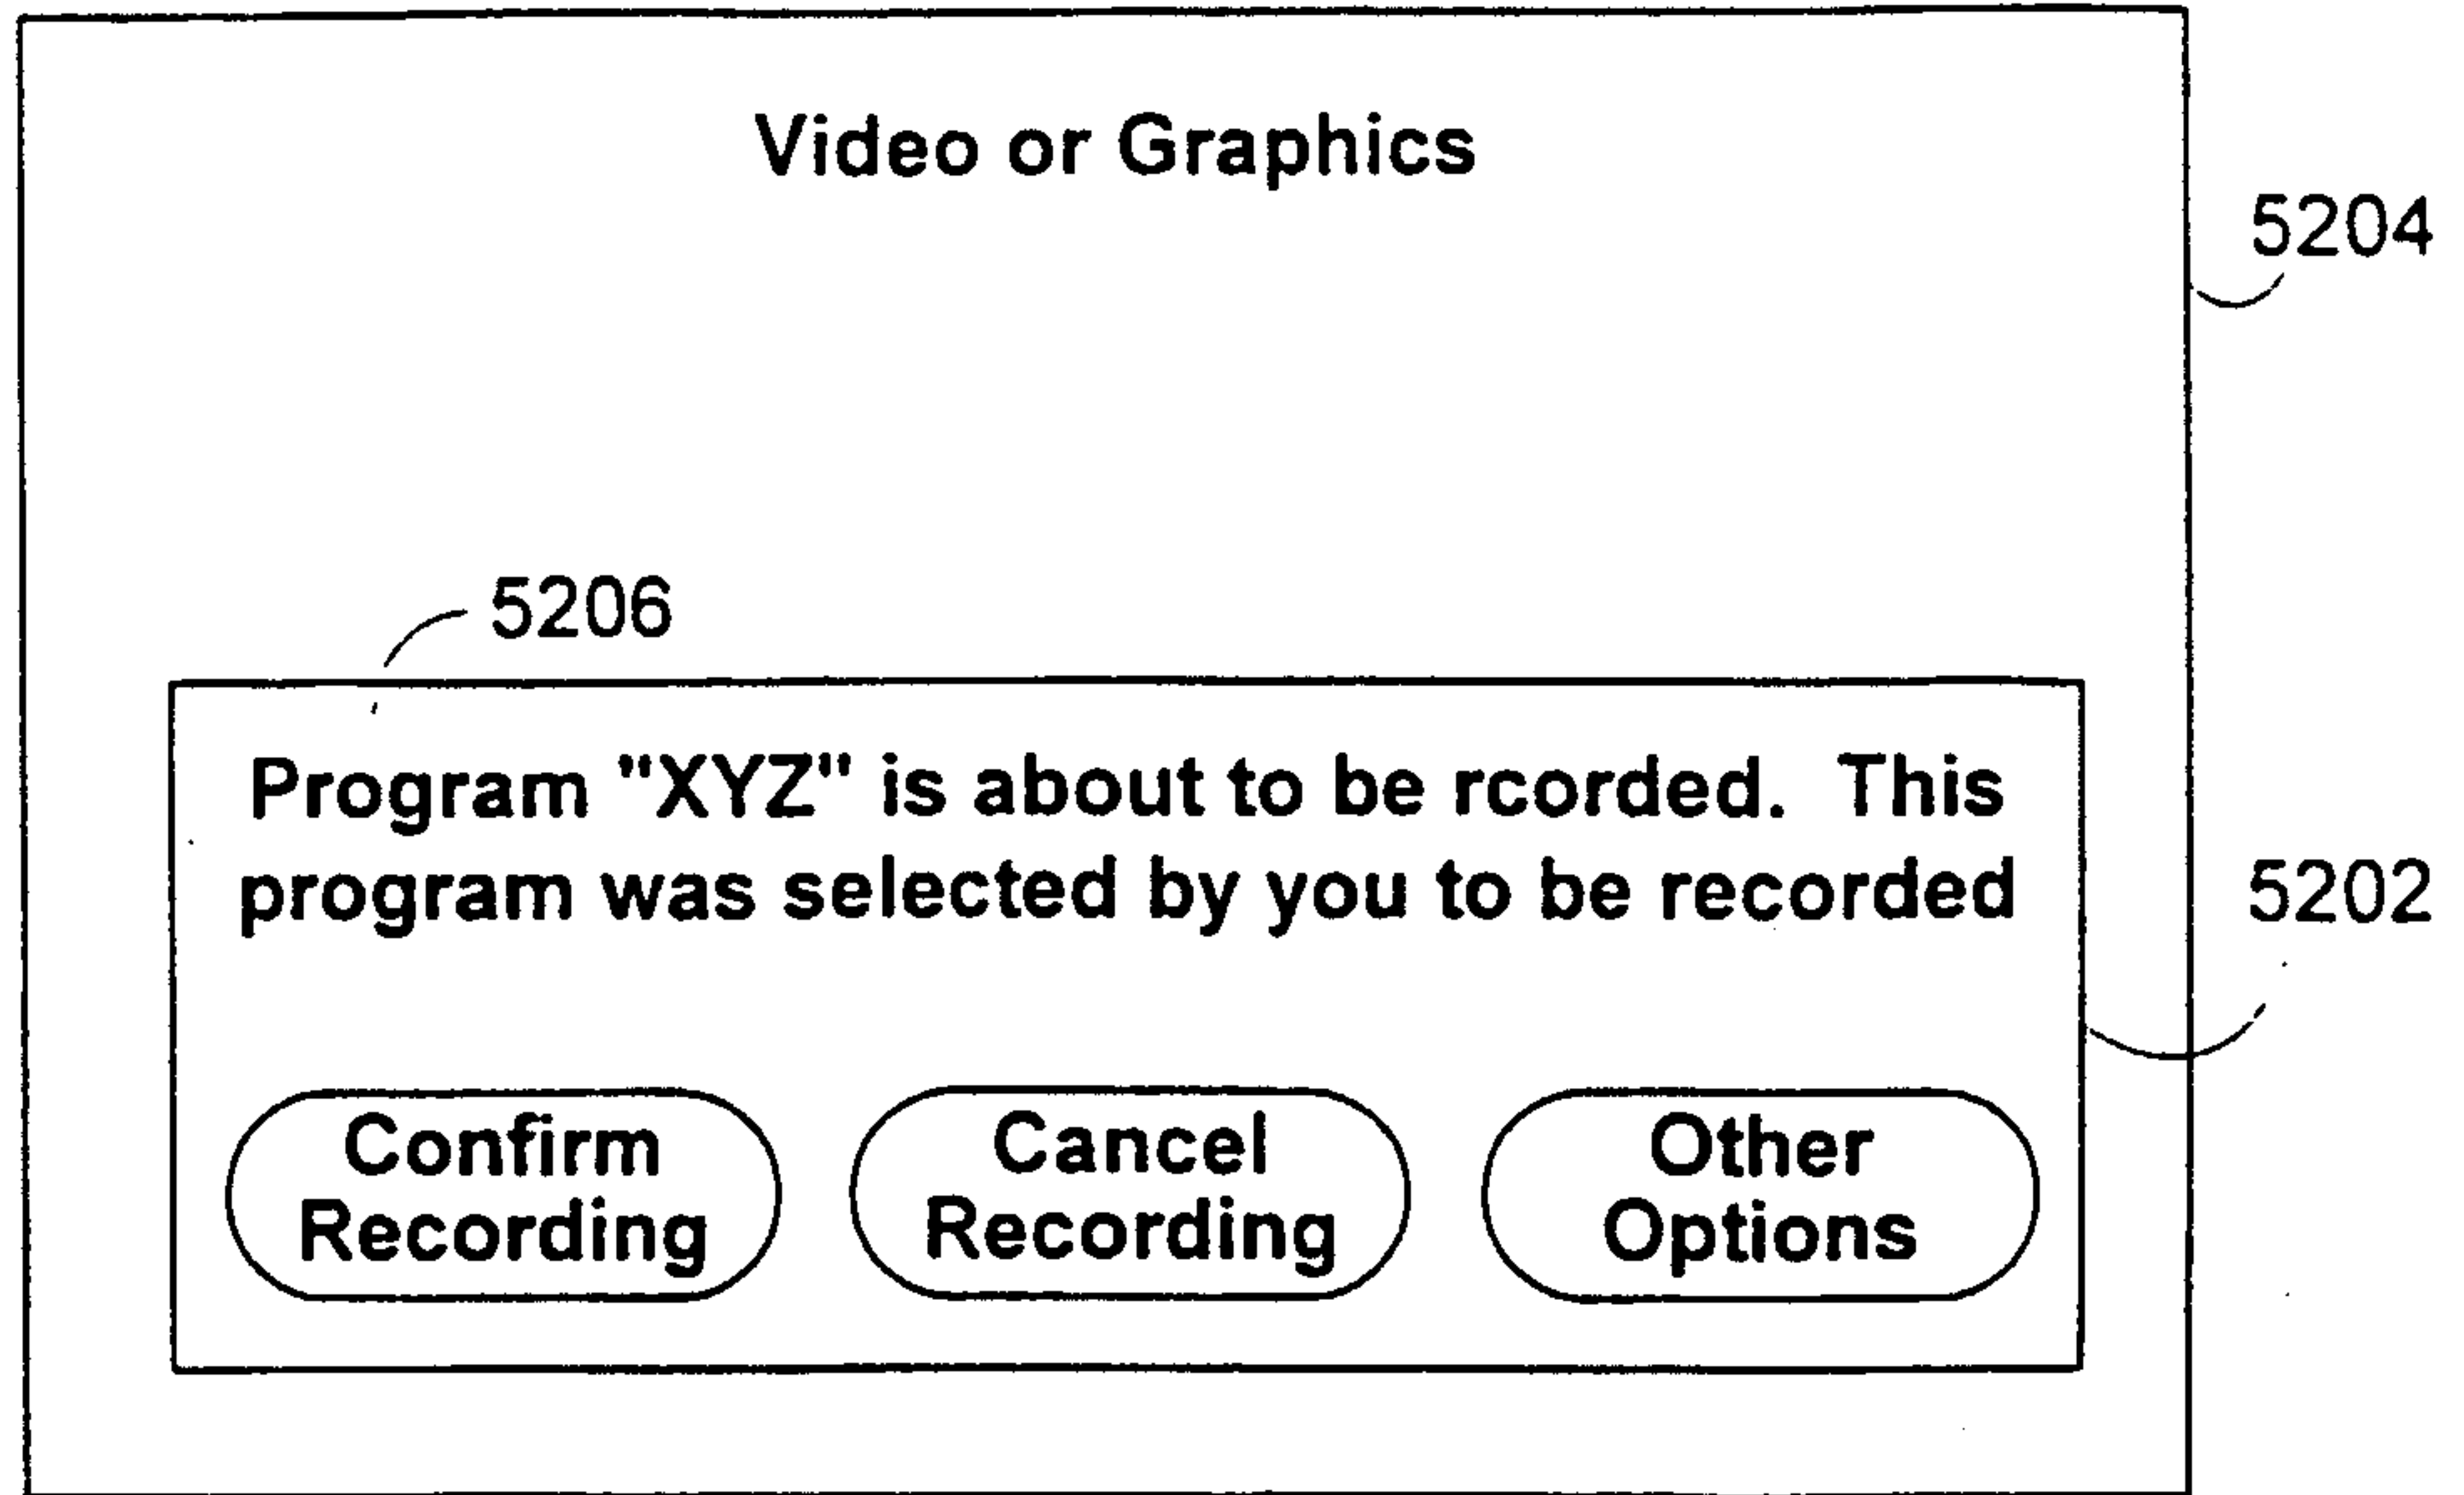 Video or Graphics
5204
5206
Program "XYZ" is about to be rcorded. This
program was selected by you to be recorded
5202
Confirm
Recording
Cancel
Recording
Other
Options